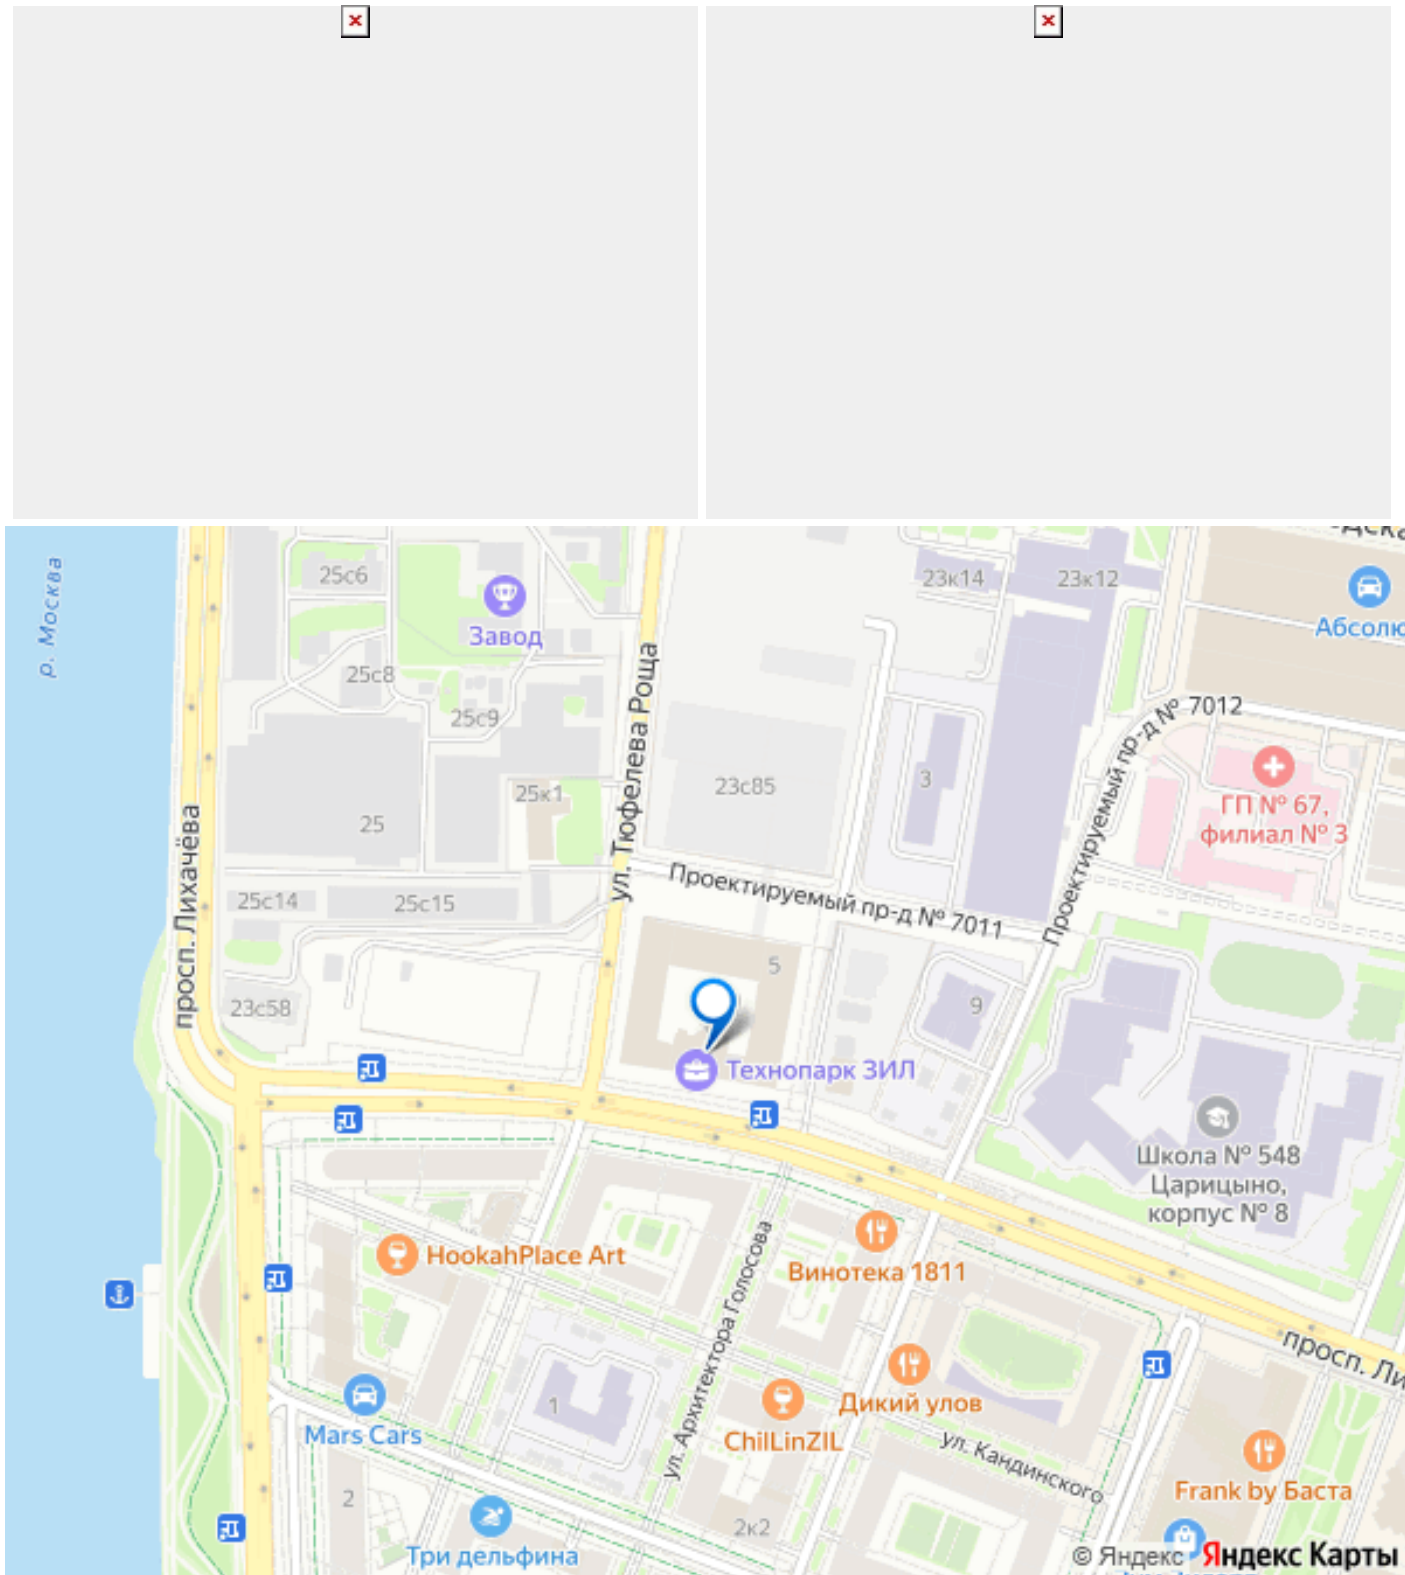 р. Москва
25с6
Завод
25с8
25с9
23к14
23к12
Абсолю
ул. Тюфелева Роща
Проектируемый пр-д № 7012
25к1
25
23с85
3
ГП № 67,
филиал № 3
просп. Лихачёва
25с14
25с15
Проектируемый пр-д № 7011
23с58
5
9
Технопарк ЗИЛ
Школа № 548
Царицыно,
корпус № 8
HookahPlace Art
Винотека 1811
ул. Архитектора Голосова
просп. Ли
1
Mars Cars
Дикий улов
ChilLinZIL
ул. Кандинского
Frank by Баста
2
2к2
Три дельфина
© Яндекс Яндекс Карты